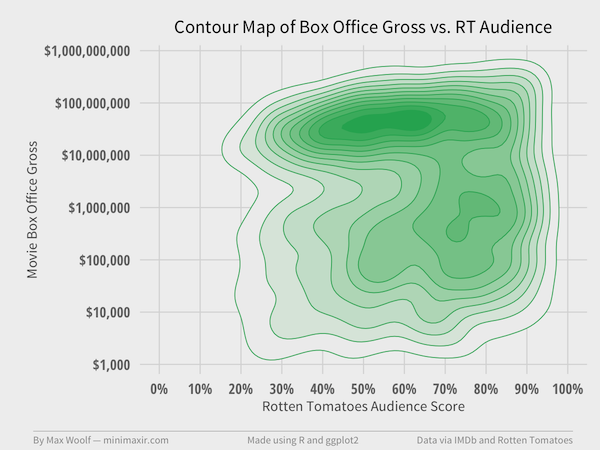 Contour Map of Box Office Gross vs. RT Audience
$1,000,000,000
$100,000,000
$10,000,000
$1,000,000
$100,000
$10,000
$1,000
Movie Box Office Gross
0% 10% 20% 30% 40% 50% 60% 70% 80% 90% 100%
Rotten Tomatoes Audience Score
By Max Woolf — minimaxir.com Made using R and ggplot2 Data via IMDb and Rotten Tomatoes